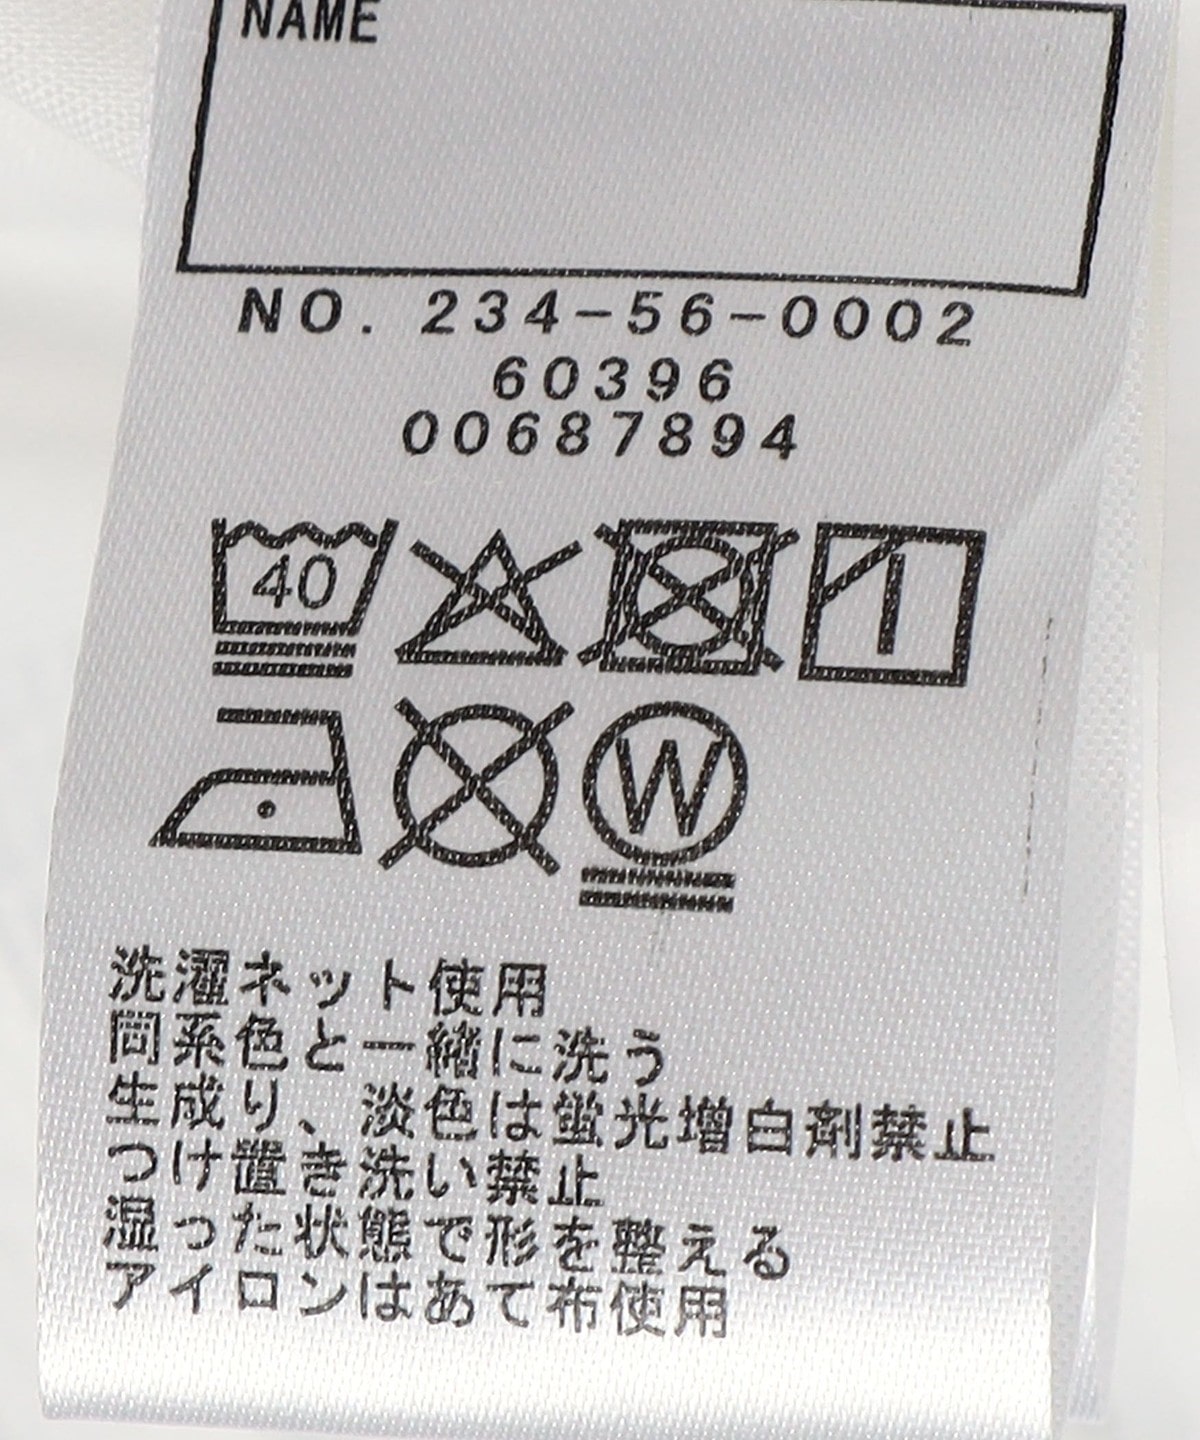 NAME
NO. 234-56-0002
60396
00687894
40
W
洗濯ネット使用
同系色と一緒に洗う
生成り、淡色は蛍光増白剤禁止
つけ置き洗い禁止
湿った状態で形を整える
アイロンはあて布使用